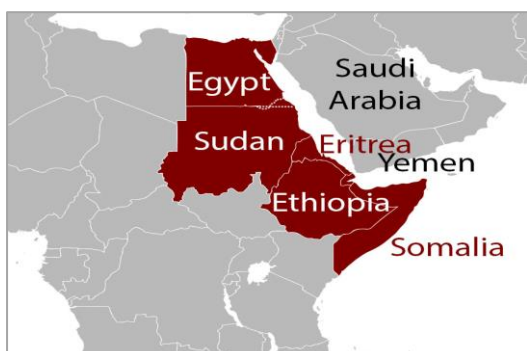 Egypt
Saudi
Arabia
Sudan
Eritrea
Yemen
Ethiopia
Somalia